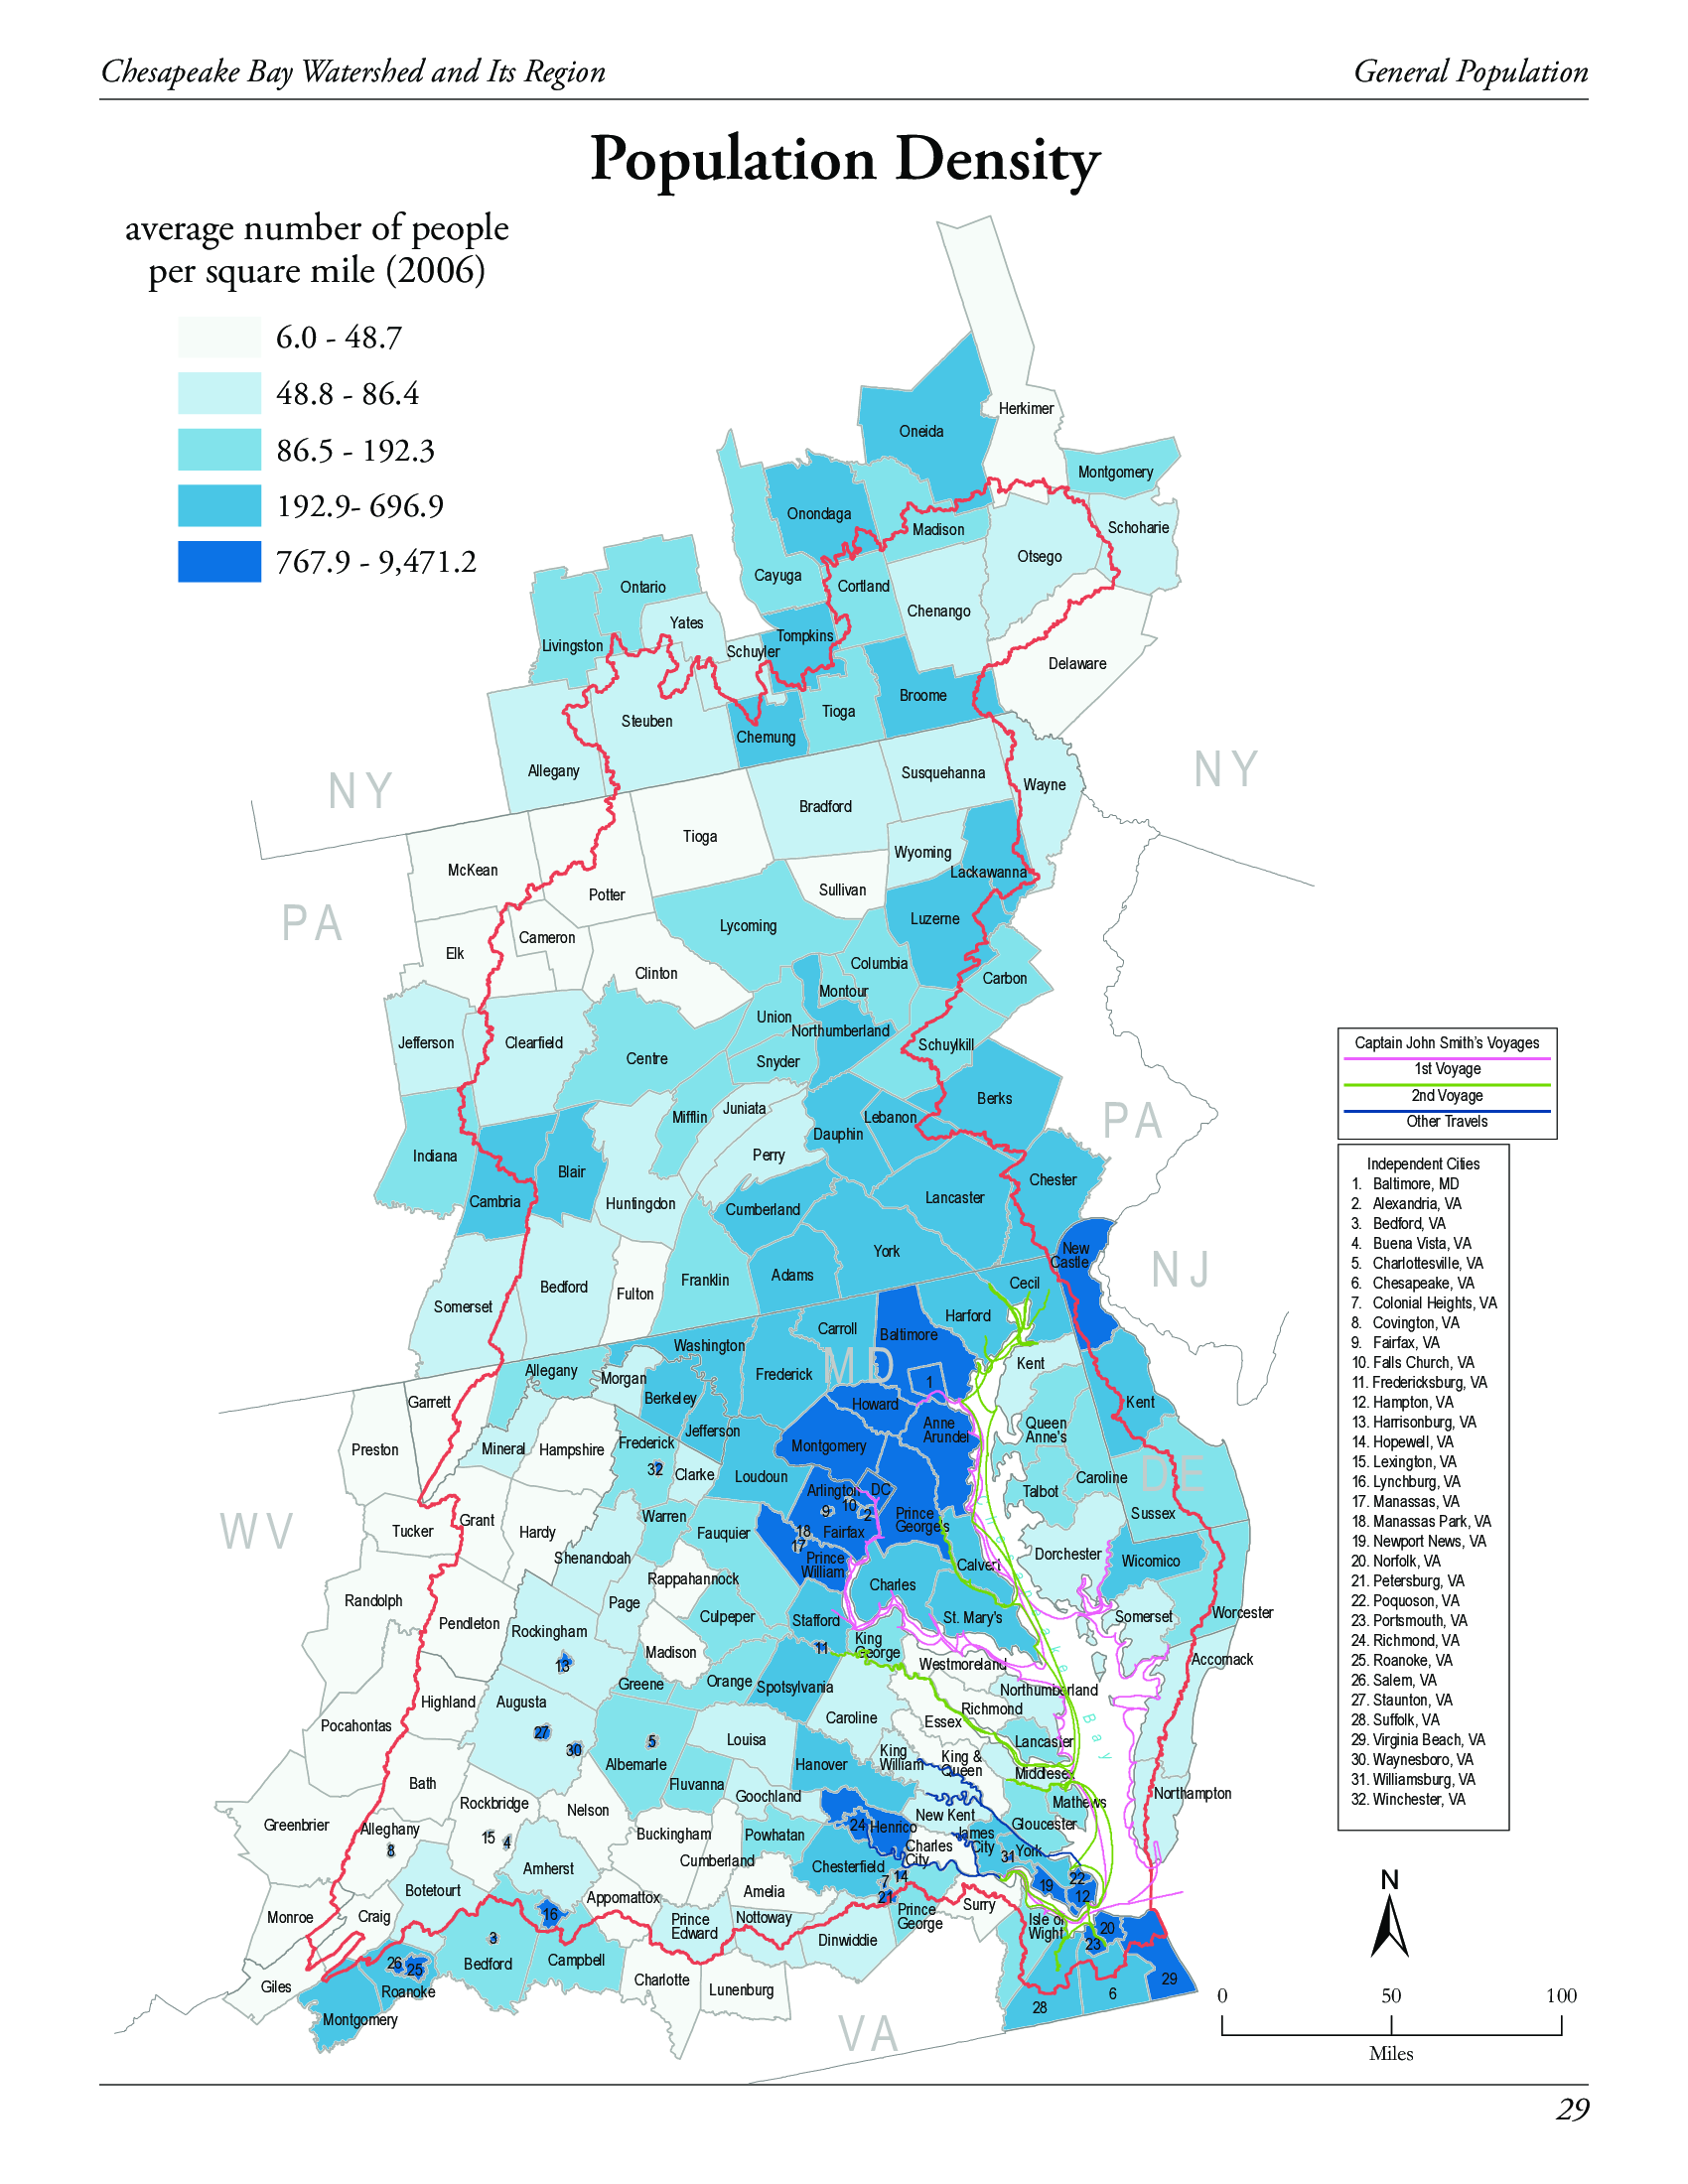 Chesapeake Bay Watershed and Its Region
General Population
Population Density
average number of people
per square mile (2006)
6.0 - 48.7
48.8 - 86.4
86.5 - 192.3
192.9- 696.9
767.9 - 9,471.2
Herkimer
Oneida
Montgomery
Onondaga
Madison
Schoharie
Otsego
Cayuga
Cortland
Ontario
Chenango
Yates
Tompkins
Livingston
Schuyler
Delaware
Broome
Tioga
Steuben
Chemung
Allegany
NY
NY
Susquehanna
Wayne
Bradford
Tioga
Wyoming
McKean
Lackawanna
Sullivan
Potter
PA
Luzerne
Lycoming
Cameron
Elk
Columbia
Clinton
Carbon
Montour
Union
Northumberland
Jefferson
Clearfield
Schuylkill
Centre
Snyder
Berks
Juniata
Mifflin
Lebanon
PA
Dauphin
Indiana
Perry
Blair
Chester
Cambria
Lancaster
Huntingdon
Cumberland
York
New
Castle
NJ
Adams
Franklin
Cecil
Bedford
Fulton
Somerset
Harford
Carroll
Baltimore
Washington
MD
Kent
Allegany
Frederick
Morgan
1
Berkeley
Garrett
Howard
Kent
Anne
Arundel
Queen
Anne's
Jefferson
Frederick
Preston
Mineral
Hampshire
Montgomery
32
Clarke
Loudoun
Caroline
DE
Arlington
DC
Talbot
10
9
2
Sussex
Prince
George's
WV
Tucker
Grant
Hardy
Warren
Fauquier
18
Fairfax
17
Shenandoah
Prince
William
Dorchester
Wicomico
Calvert
Rappahannock
Charles
Randolph
Page
Culpeper
Stafford
St. Mary's
Somerset
Worcester
Pendleton
Rockingham
11
King
George
Madison
13
Westmoreland
Accomack
Greene
Orange
Spotsylvania
Northumberland
Chesapeake Bay
Highland
Augusta
Richmond
Pocahontas
Caroline
Essex
27
30
5
Louisa
Lancaster
Albemarle
Hanover
King
William
King &
Queen
Middlesex
Bath
Fluvanna
Northampton
Goochland
Mathews
Rockbridge
Nelson
New Kent
Gloucester
Greenbrier
Alleghany
24
Henrico
15
4
Buckingham
Powhatan
James
City
Charles
City
York
31
8
Cumberland
Amherst
Chesterfield
7
14
22
19
12
Botetourt
Appomattox
Amelia
21
Monroe
Craig
16
Surry
Prince
Edward
Nottoway
Prince
George
Isle of
Wight
20
3
Dinwiddie
23
Bedford
Campbell
26
25
Giles
Roanoke
Charlotte
Lunenburg
29
6
28
Montgomery
VA
Captain John Smith's Voyages
1st Voyage
2nd Voyage
Other Travels
Independent Cities
1. Baltimore, MD
2. Alexandria, VA
3. Bedford, VA
4. Buena Vista, VA
5. Charlottesville, VA
6. Chesapeake, VA
7. Colonial Heights, VA
8. Covington, VA
9. Fairfax, VA
10. Falls Church, VA
11. Fredericksburg, VA
12. Hampton, VA
13. Harrisonburg, VA
14. Hopewell, VA
15. Lexington, VA
16. Lynchburg, VA
17. Manassas, VA
18. Manassas Park, VA
19. Newport News, VA
20. Norfolk, VA
21. Petersburg, VA
22. Poquoson, VA
23. Portsmouth, VA
24. Richmond, VA
25. Roanoke, VA
26. Salem, VA
27. Staunton, VA
28. Suffolk, VA
29. Virginia Beach, VA
30. Waynesboro, VA
31. Williamsburg, VA
32. Winchester, VA
N
0 50 100
Miles
29